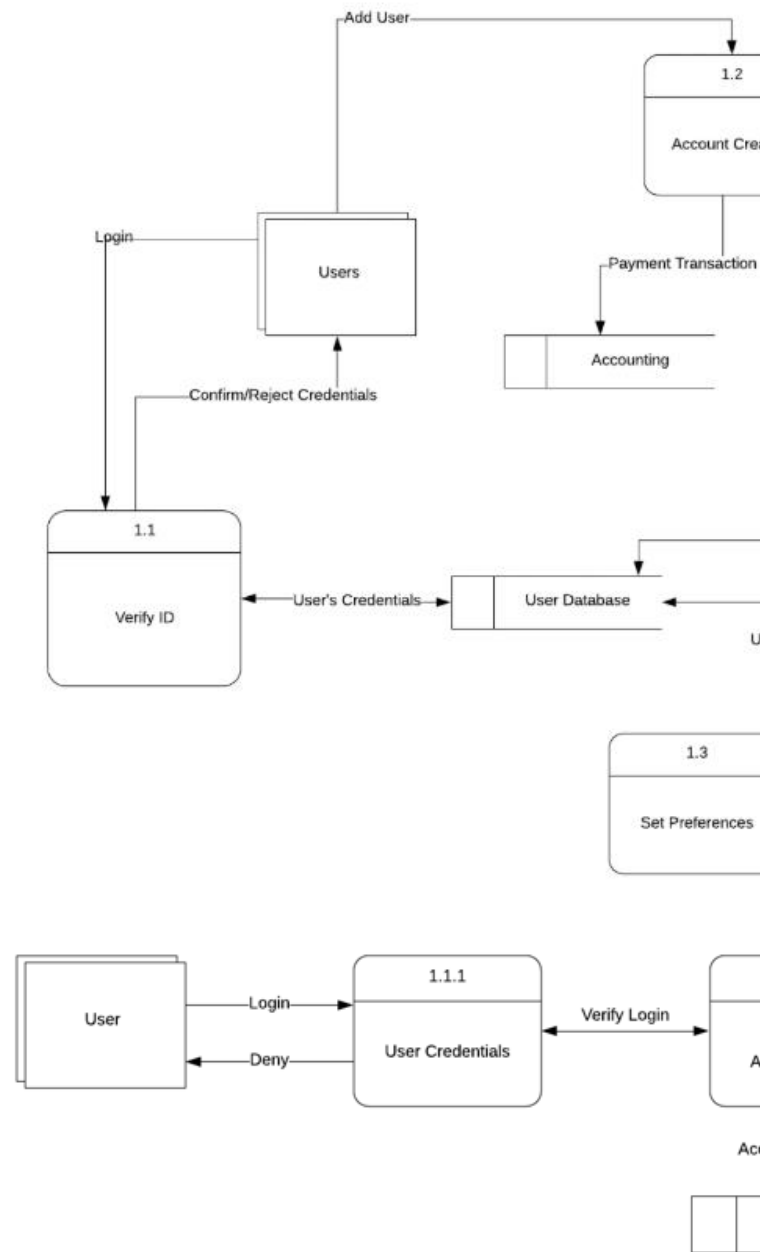 Add User
1.2
Account Crea
Login
Users
Payment Transaction
Accounting
Confirm/Reject Credentials
1.1
Verify ID
User's Credentials
User Database
U
1.3
Set Preferences
1.1.1
User
Login
Deny
User Credentials
Verify Login
A
Acc